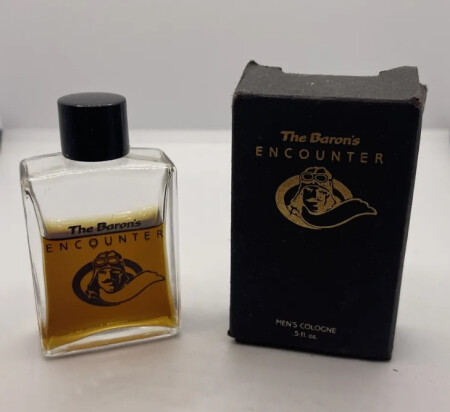 The Baron's
ENCOUNTER
The Baron's
ENCOUNTER
MEN'S COLOGNE
.5 fl. oz.